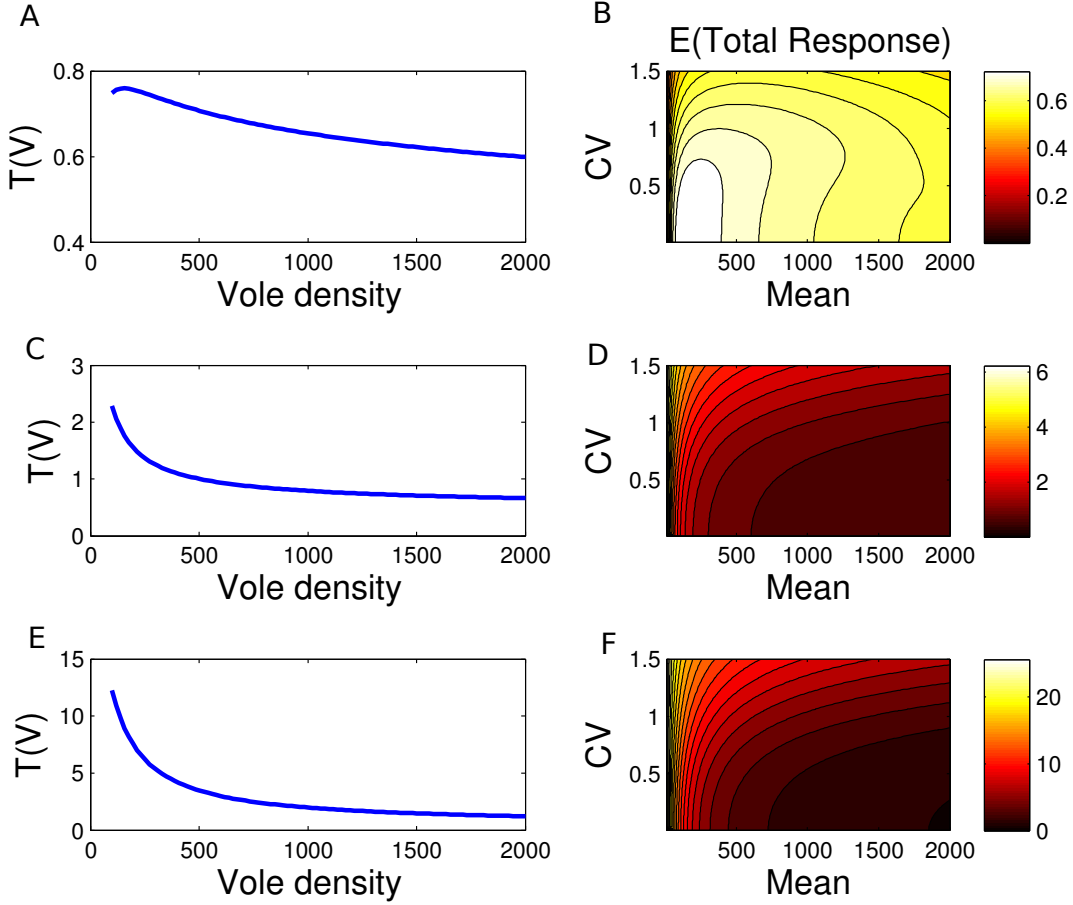 A
T(V)
0.8
0.6
0.4
0 500 1000 1500 2000
Vole density
B
E(Total Response)
CV
1.5
1
0.5
500 1000 1500 2000
Mean
0.6
0.4
0.2
C
T(V)
3
2
1
0
0 500 1000 1500 2000
Vole density
D
CV
1.5
1
0.5
500 1000 1500 2000
Mean
6
4
2
E
T(V)
15
10
5
0
0 500 1000 1500 2000
Vole density
F
CV
1.5
1
0.5
500 1000 1500 2000
Mean
20
10
0